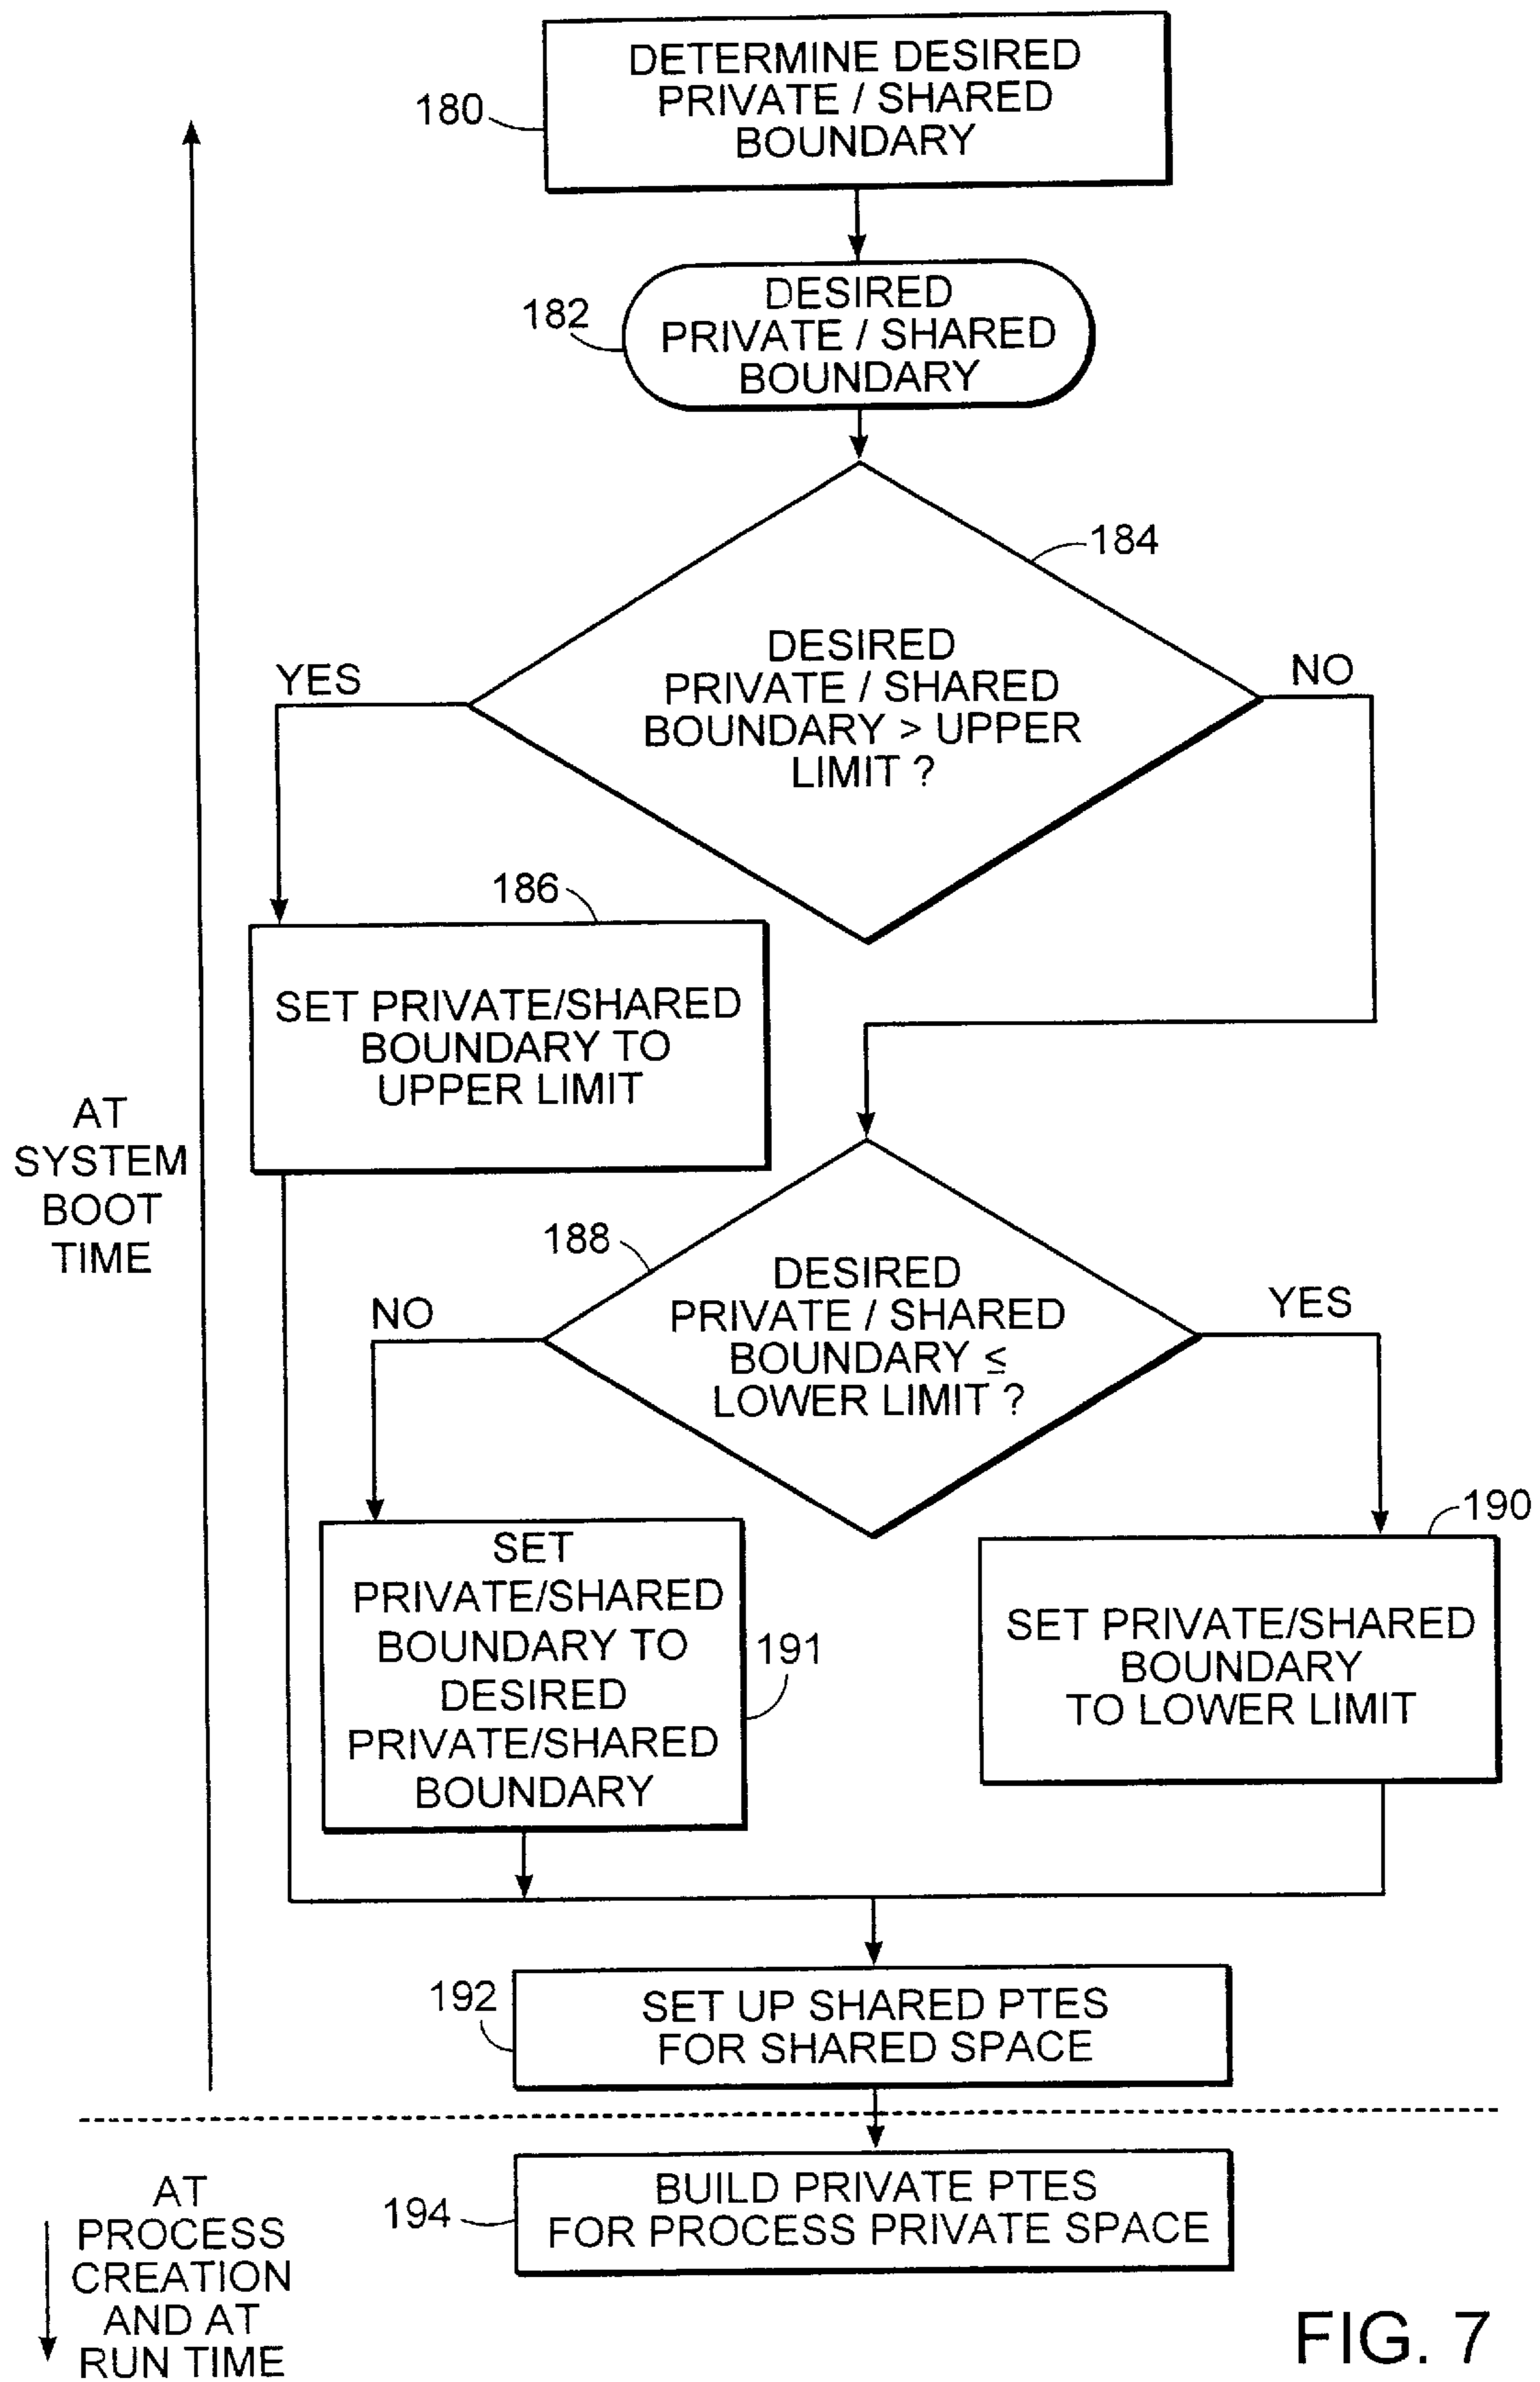 DETERMINE DESIRED
PRIVATE / SHARED
BOUNDARY
180
DESIRED
PRIVATE / SHARED
BOUNDARY
182
184
DESIRED
PRIVATE / SHARED
BOUNDARY > UPPER
LIMIT ?
YES
NO
186
SET PRIVATE/SHARED
BOUNDARY TO
UPPER LIMIT
AT
SYSTEM
BOOT
TIME
188
DESIRED
PRIVATE / SHARED
BOUNDARY ≤
LOWER LIMIT ?
NO
YES
SET
PRIVATE/SHARED
BOUNDARY TO
DESIRED
PRIVATE/SHARED
BOUNDARY
191
190
SET PRIVATE/SHARED
BOUNDARY
TO LOWER LIMIT
192
SET UP SHARED PTES
FOR SHARED SPACE
194
BUILD PRIVATE PTES
FOR PROCESS PRIVATE SPACE
AT
PROCESS
CREATION
AND AT
RUN TIME
FIG. 7